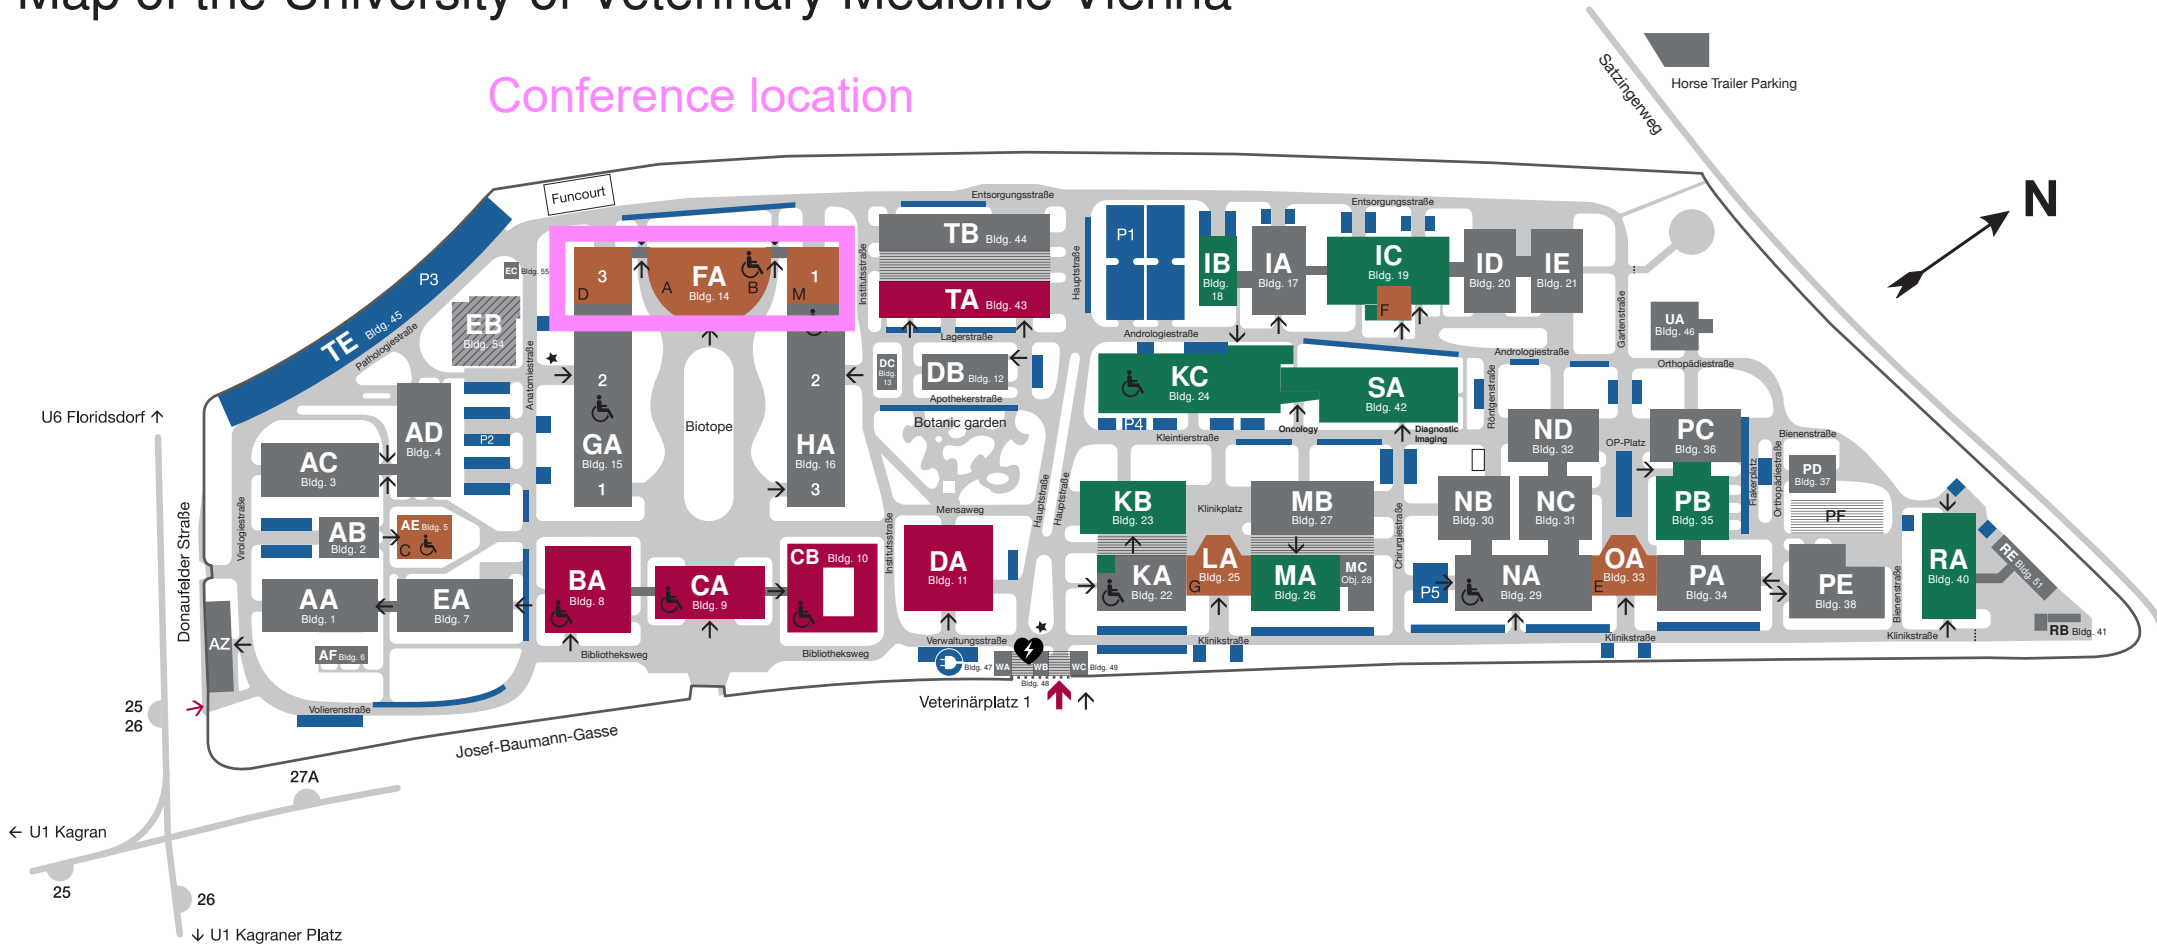 Map of the University of Veterinary Medicine Vienna
Conference location
Horse Trailer Parking
Satzingerweg
N
Funcourt
Entsorgungsstraße
Entsorgungsstraße
P3
TE Bldg. 45
Pathologiestraße
EC Bldg. 55
EB
Bldg. 54
3
D
A
FA
Bldg. 14
B
1
M
Institutsstraße
TB Bldg. 44
TA Bldg. 43
Lagerstraße
Hauptstraße
P1
IB
Bldg.
18
IA
Bldg. 17
IC
Bldg. 19
F
ID
Bldg. 20
IE
Bldg. 21
Gartenstraße
UA
Bldg. 46
Andrologiestraße
Andrologiestraße
Orthopädiestraße
Anatomiestraße
2
GA
Bldg. 15
1
Biotope
2
HA
Bldg. 16
3
DC
Bldg.
13
DB Bldg. 12
Apothekerstraße
Botanic garden
KC
Bldg. 24
SA
Bldg. 42
Röntgenstraße
P4
Kleintierstraße
Oncology
Diagnostic
Imaging
ND
Bldg. 32
OP-Platz
PC
Bldg. 36
Bienenstraße
Hakerplatz
Orthopädiestraße
PD
Bldg. 37
PF
U6 Floridsdorf ↑
AD
Bldg. 4
P2
AC
Bldg. 3
Virologiestraße
Donaufelder Straße
AB
Bldg. 2
AE Bldg. 5
C
AA
Bldg. 1
EA
Bldg. 7
AZ
AF Bldg. 6
BA
Bldg. 8
CA
Bldg. 9
CB Bldg. 10
Bibliotheksweg
Bibliotheksweg
Institutsstraße
Mensaweg
DA
Bldg. 11
Verwaltungsstraße
Hauptstraße
Hauptstraße
KB
Bldg. 23
Klinikplatz
MB
Bldg. 27
KA
Bldg. 22
LA
Bldg. 25
G
MA
Bldg. 26
MC
Obj. 28
Chirurgiestraße
NB
Bldg. 30
NC
Bldg. 31
P5
NA
Bldg. 29
OA
Bldg. 33
E
PB
Bldg. 35
PA
Bldg. 34
PE
Bldg. 38
Bienenstraße
RA
Bldg. 40
RE Bldg. 51
RB Bldg. 41
Klinikstraße
Klinikstraße
Klinikstraße
Bldg. 47 WA WB WC Bldg. 49
Bldg. 48
Veterinärplatz 1
Volierenstraße
Josef-Baumann-Gasse
25
26
27A
← U1 Kagran
25
26
↓ U1 Kagraner Platz